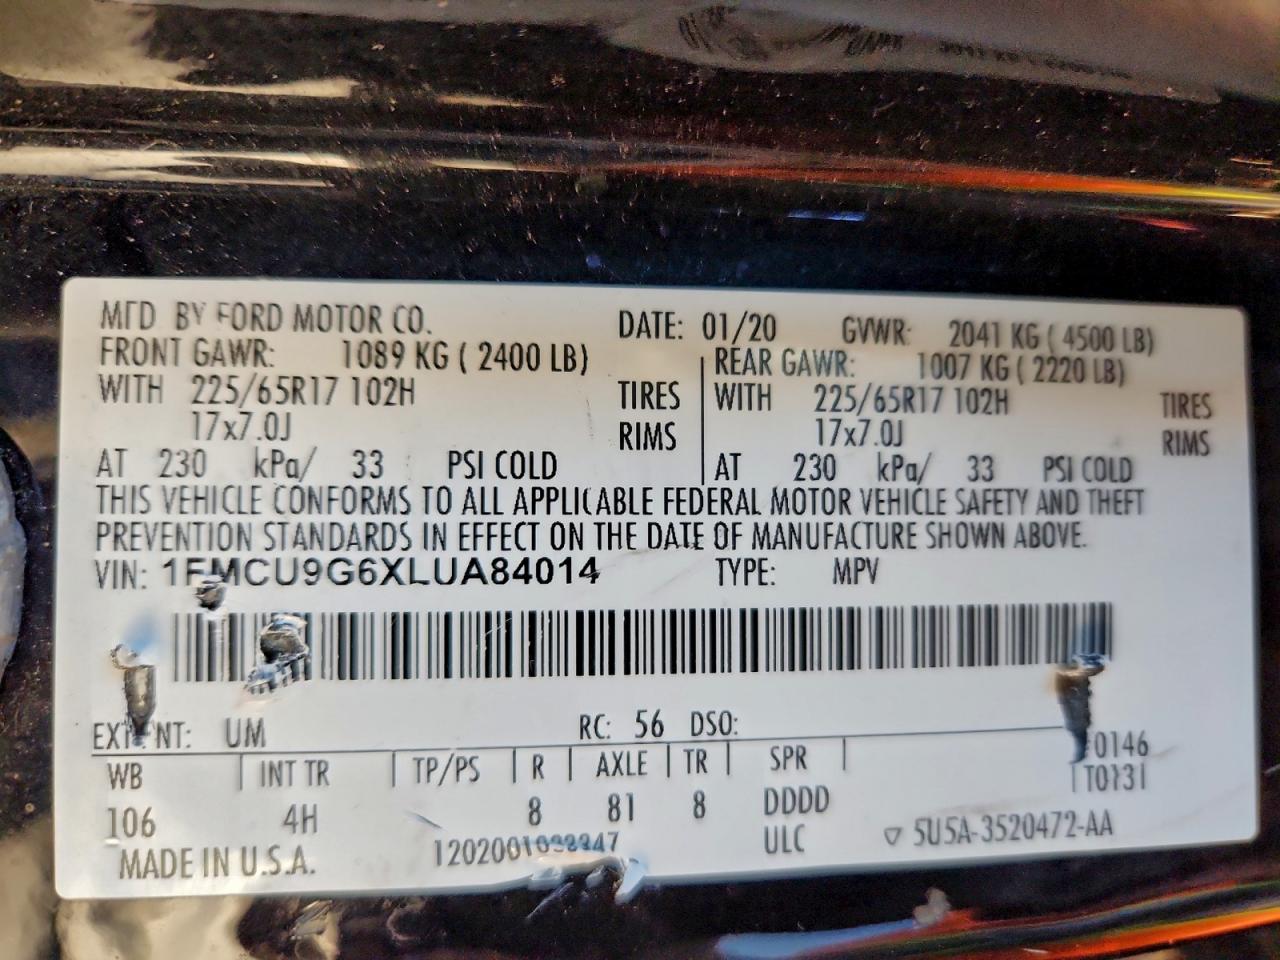 MFD BY FORD MOTOR CO. DATE: 01/20 GVWR: 2041 KG ( 4500 LB)
FRONT GAWR: 1089 KG ( 2400 LB) REAR GAWR: 1007 KG ( 2220 LB)
WITH 225/65R17 102H TIRES WITH 225/65R17 102H TIRES
17x7.0J RIMS 17x7.0J RIMS
AT 230 kPa/ 33 PSI COLD AT 230 kPa/ 33 PSI COLD
THIS VEHICLE CONFORMS TO ALL APPLICABLE FEDERAL MOTOR VEHICLE SAFETY AND THEFT
PREVENTION STANDARDS IN EFFECT ON THE DATE OF MANUFACTURE SHOWN ABOVE.
VIN: 1FMCU9G6XLUA84014 TYPE: MPV
EXT PNT: UM RC: 56 DSO:
WB INT TR TP/PS R AXLE TR SPR
106 4H 8 81 8 DDDD
MADE IN U.S.A. ULC ▽ 5U5A-3520472-AA